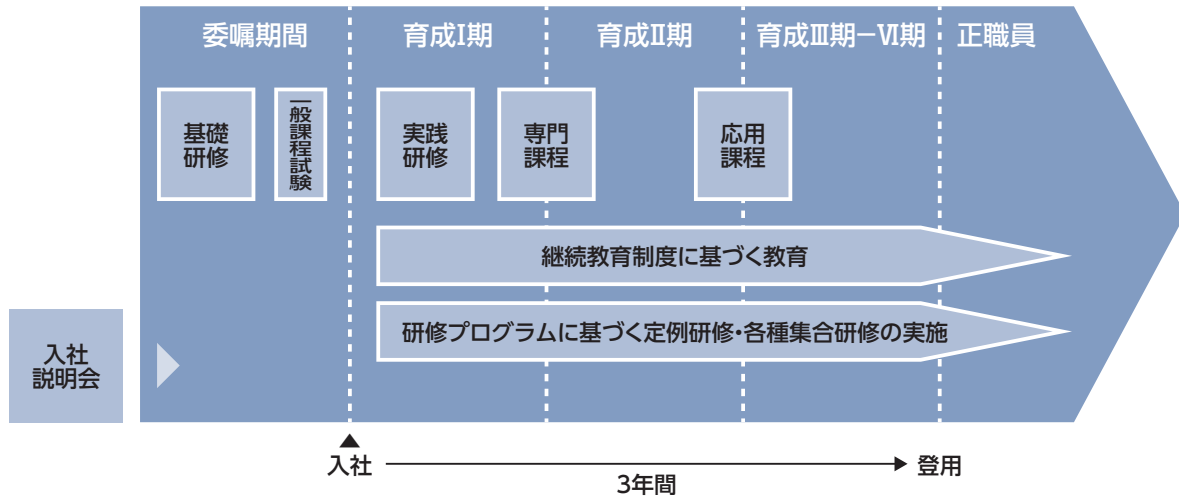 委嘱期間
育成Ⅰ期
育成Ⅱ期
育成Ⅲ期−Ⅵ期
正職員
基礎
研修
一般課程試験
実践
研修
専門
課程
応用
課程
継続教育制度に基づく教育
研修プログラムに基づく定例研修・各種集合研修の実施
入社
説明会
入社
3年間
登用